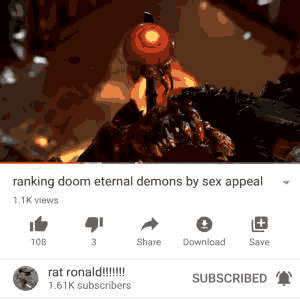 ranking doom eternal demons by sex appeal
1.1K views
108
3
Share
Download
Save
rat ronald!!!!!!!
1.61K subscribers
SUBSCRIBED